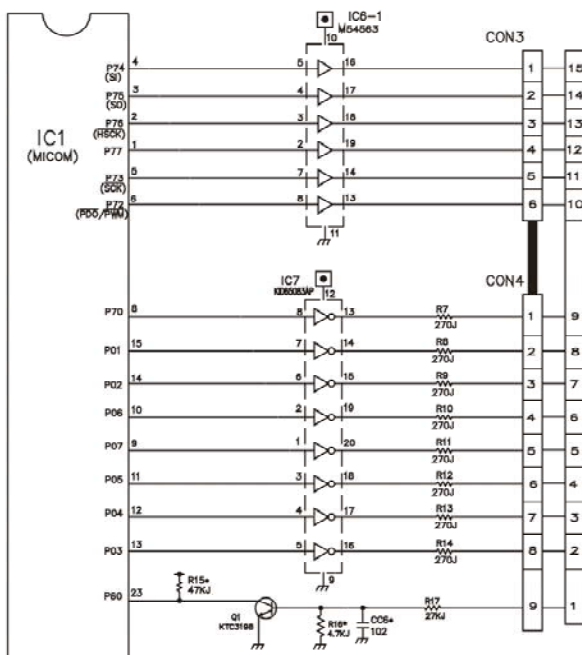 IC6-1
M54563
10
CON3
P74 4 5 16 1 15
(SI)
P75 3 4 17 2 14
(SO)
P76 2 3 18 3 13
(HSCK)
IC1
(MICOM)
P77 1 2 19 4 12
P73 5 7 14 5 11
(SCK)
P72 6 8 13 6 10
(PDO/PWM)
11
IC7
KID65083AP
12
CON4
P70 8 8 13 R7 270J 1 9
P01 15 7 14 R8 270J 2 8
P02 14 6 15 R9 270J 3 7
P06 10 2 19 R10 270J 4 6
P07 9 1 20 R11 270J 5 5
P05 11 3 18 R12 270J 6 4
P04 12 4 17 R13 270J 7 3
P03 13 5 16 R14 270J 8 2
9
P60 23
R15*
47KJ
Q1
KTC3198
R16*
4.7KJ
CC6*
102
R17
27KJ
9 1